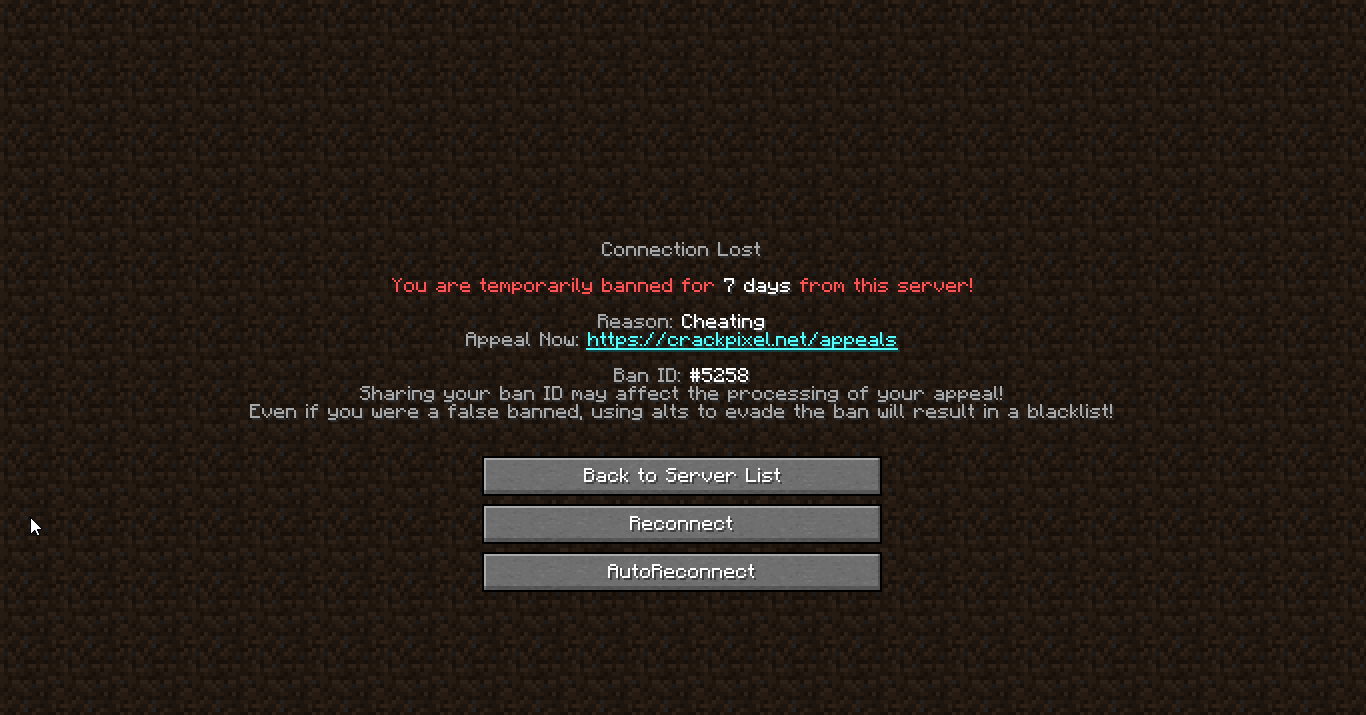 Connection Lost
You are temporarily banned for 7 days from this server!
Reason: Cheating
Appeal Now: https://crackpixel.net/appeals
Ban ID: #5258
Sharing your ban ID may affect the processing of your appeal!
Even if you were a false banned, using alts to evade the ban will result in a blacklist!
Back to Server List
Reconnect
AutoReconnect